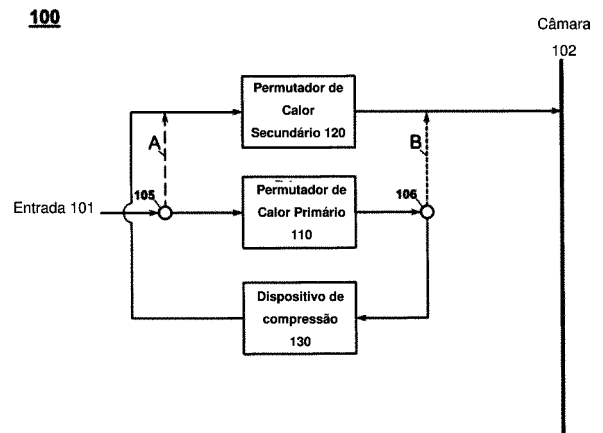 100
Câmara
102
Permutador de
Calor
Secundário 120
A
B
105
106
Entrada 101
Permutador de
Calor Primário
110
Dispositivo de
compressão
130